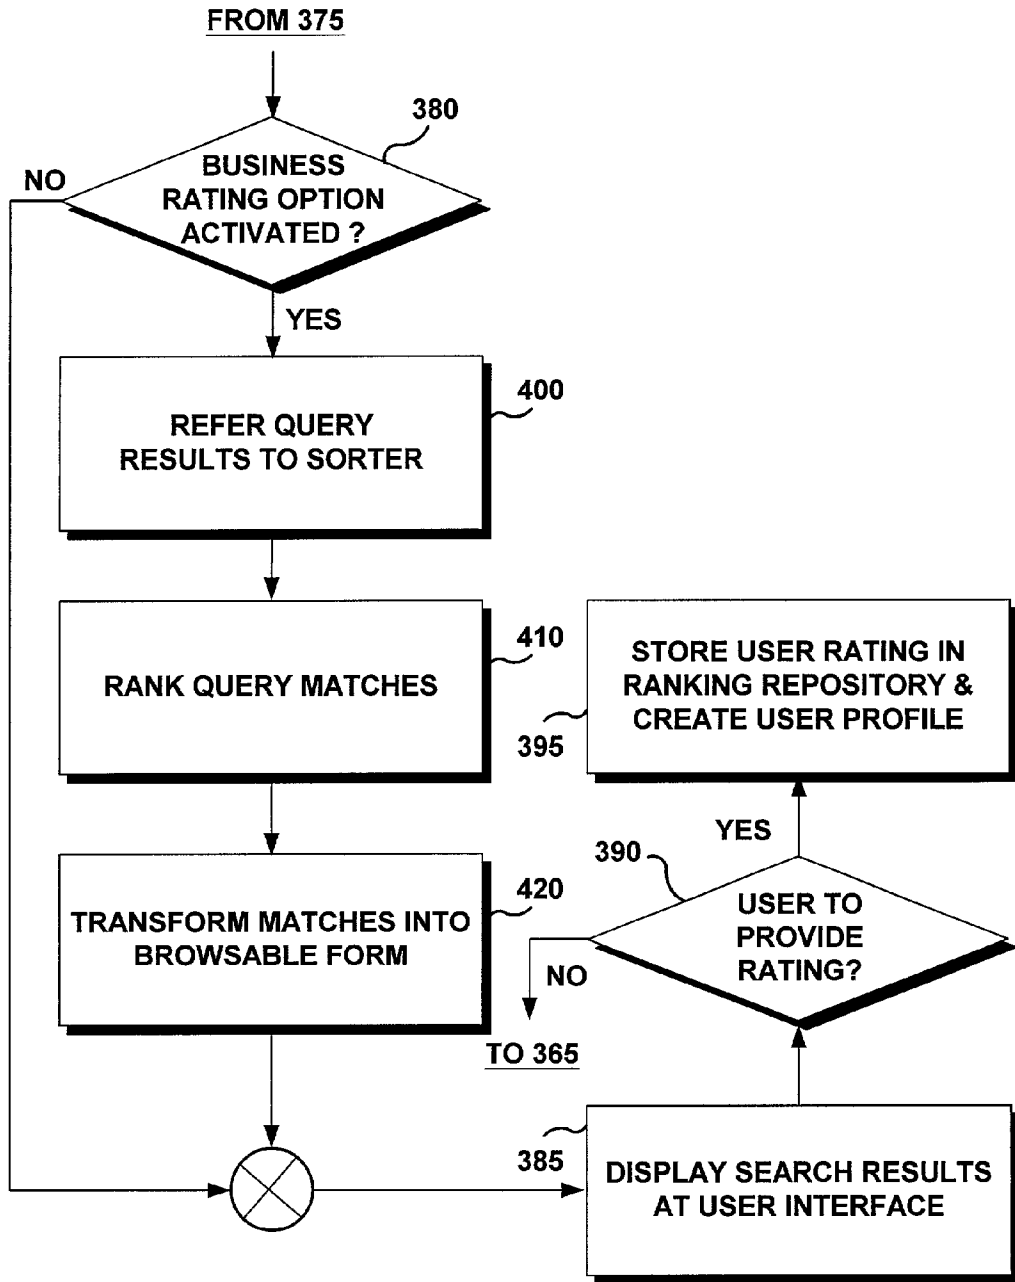 FROM 375
380
BUSINESS
RATING OPTION
ACTIVATED ?
NO
YES
400
REFER QUERY
RESULTS TO SORTER
410
RANK QUERY MATCHES
420
TRANSFORM MATCHES INTO
BROWSABLE FORM
STORE USER RATING IN
RANKING REPOSITORY &
CREATE USER PROFILE
395
YES
390
USER TO
PROVIDE
RATING?
NO
TO 365
385
DISPLAY SEARCH RESULTS
AT USER INTERFACE